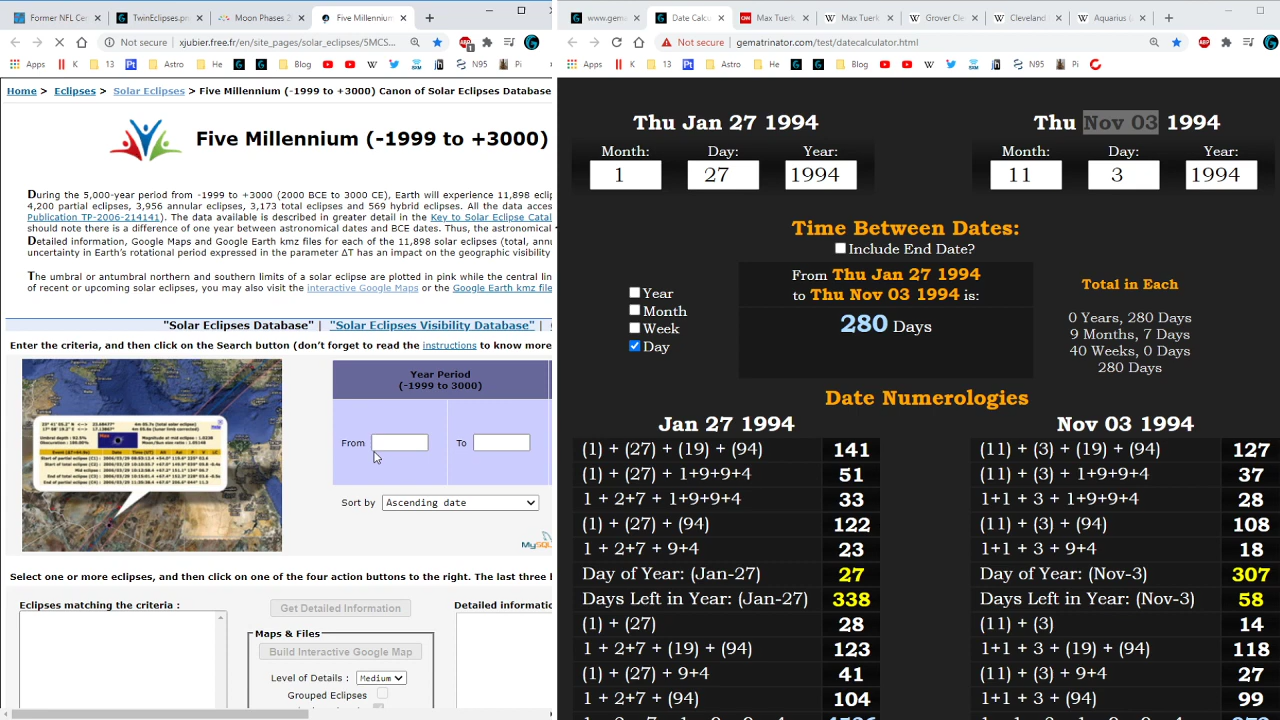 Former NFL Cen
TwinEclipses.pn
Moon Phases 2
Five Millennium
Not secure
xjubier.free.fr/en/site_pages/solar_eclipses/5MCS...
Apps
K
13
Pt
Astro
He
Blog
N95
Pi
Home > Eclipses > Solar Eclipses > Five Millennium (-1999 to +3000) Canon of Solar Eclipses Database
Five Millennium (-1999 to +3000)
During the 5,000-year period from -1999 to +3000 (2000 BCE to 3000 CE), Earth will experience 11,898 eclip
4,200 partial eclipses, 3,956 annular eclipses, 3,173 total eclipses and 569 hybrid eclipses. All the data acces
Publication TP-2006-214141). The data available is described in greater detail in the Key to Solar Eclipse Catal
should note there is a difference of one year between astronomical dates and BCE dates. Thus, the astronomical
Detailed information, Google Maps and Google Earth kmz files for each of the 11,898 solar eclipses (total, annu
uncertainty in Earth's rotational period expressed in the parameter ΔT has an impact on the geographic visibility
The umbral or antumbral northern and southern limits of a solar eclipse are plotted in pink while the central lin
of recent or upcoming solar eclipses, you may also visit the interactive Google Maps or the Google Earth kmz file
"Solar Eclipses Database" | "Solar Eclipses Visibility Database" |
Enter the criteria, and then click on the Search button (don't forget to read the instructions to know more
Year Period
(-1999 to 3000)
From To
Sort by Ascending date
MySQL
Select one or more eclipses, and then click on one of the four action buttons to the right. The last three b
Eclipses matching the criteria :
Get Detailed Information
Detailed informatio
Maps & Files
Build Interactive Google Map
Level of Details : Medium
Grouped Eclipses
www.gema
Date Calcu
Max Tuerk
Max Tuerk
Grover Cle
Cleveland
Aquarius (
Not secure
gematrinator.com/test/datecalculator.html
Apps
K
13
Pt
Astro
He
Blog
N95
Pi
Thu Jan 27 1994
Thu Nov 03 1994
Month: Day: Year:
1 27 1994
Month: Day: Year:
11 3 1994
Time Between Dates:
Include End Date?
Year
Month
Week
Day
From Thu Jan 27 1994
to Thu Nov 03 1994 is:
280 Days
Total in Each
0 Years, 280 Days
9 Months, 7 Days
40 Weeks, 0 Days
280 Days
Date Numerologies
Jan 27 1994
(1) + (27) + (19) + (94) 141
(1) + (27) + 1+9+9+4 51
1 + 2+7 + 1+9+9+4 33
(1) + (27) + (94) 122
1 + 2+7 + 9+4 23
Day of Year: (Jan-27) 27
Days Left in Year: (Jan-27) 338
(1) + (27) 28
1 + 2+7 + (19) + (94) 123
(1) + (27) + 9+4 41
1 + 2+7 + (94) 104
Nov 03 1994
(11) + (3) + (19) + (94) 127
(11) + (3) + 1+9+9+4 37
1+1 + 3 + 1+9+9+4 28
(11) + (3) + (94) 108
1+1 + 3 + 9+4 18
Day of Year: (Nov-3) 307
Days Left in Year: (Nov-3) 58
(11) + (3) 14
1+1 + 3 + (19) + (94) 118
(11) + (3) + 9+4 27
1+1 + 3 + (94) 99